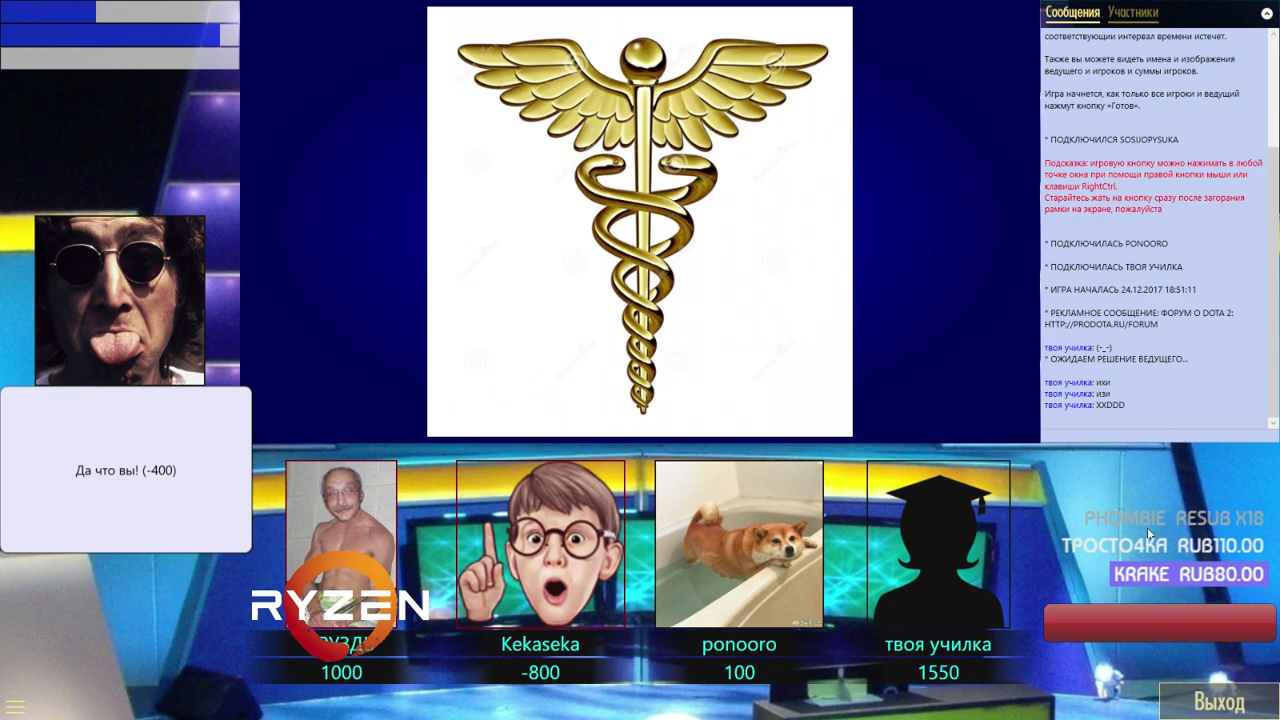 Сообщения Участники
соответствующии интервал времени истечет.
Также вы можете видеть имена и изображения
ведущего и игроков и суммы игроков.
Игра начнется, как только все игроки и ведущий
нажмут кнопку «Готов».
* ПОДКЛЮЧИЛСЯ SOSIJOPYSUKA
Подсказка: игровую кнопку можно нажимать в любой
точке окна при помощи правой кнопки мыши или
клавиши RightCtrl.
Старайтесь жать на кнопку сразу после загорания
рамки на экране, пожалуйста
* ПОДКЛЮЧИЛАСЬ PONOORO
* ПОДКЛЮЧИЛАСЬ ТВОЯ УЧИЛКА
* ИГРА НАЧАЛАСЬ 24.12.2017 18:51:11
* РЕКЛАМНОЕ СООБЩЕНИЕ: ФОРУМ О DOTA 2:
HTTP://PRODOTA.RU/FORUM
твоя училка: (-_-)
* ОЖИДАЕМ РЕШЕНИЕ ВЕДУЩЕГО...
твоя училка: ихи
твоя училка: изи
твоя училка: XXDDD
Да что вы! (-400)
PHOMBIE RESUB X18
ТРОСТО4КА RUB110.00
KRAKE RUB80.00
RYZEN
Kekaseka
ponooro
твоя училка
1000
-800
100
1550
Выход